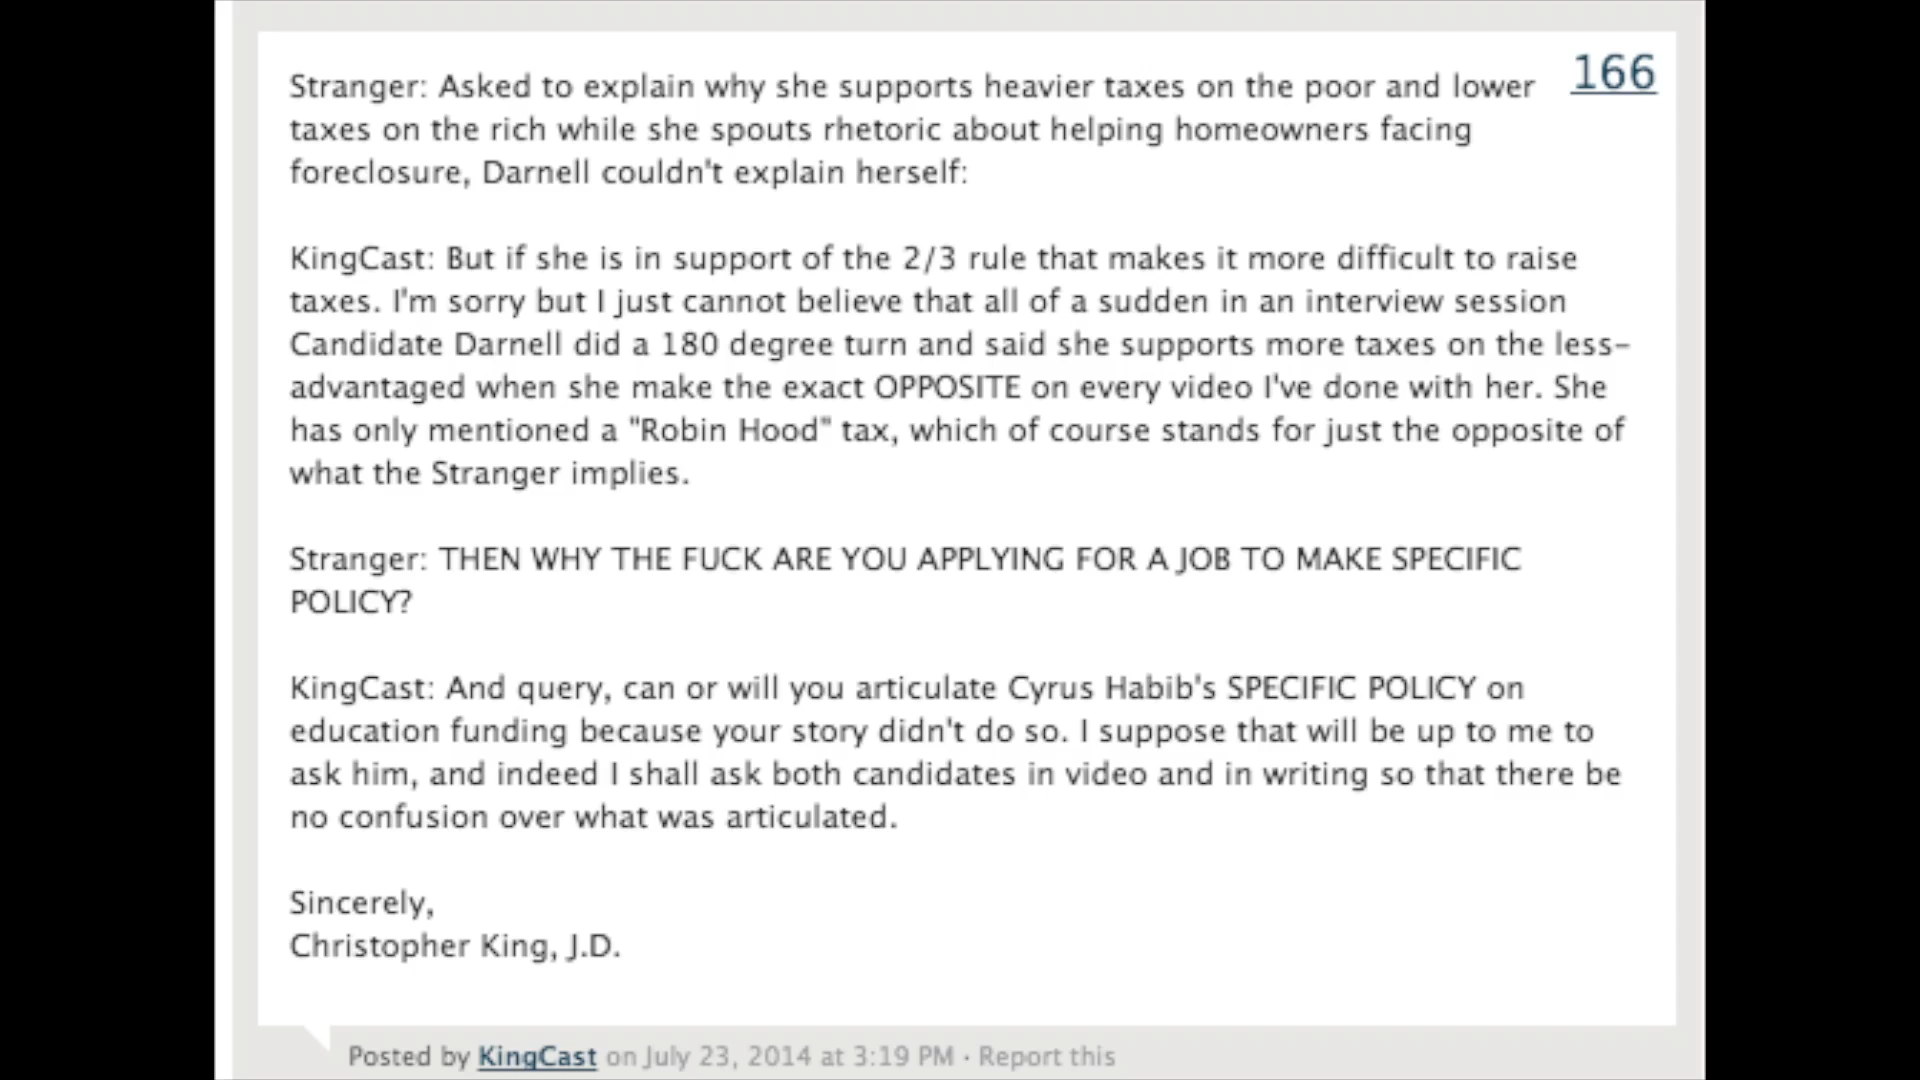 166
Stranger: Asked to explain why she supports heavier taxes on the poor and lower
taxes on the rich while she spouts rhetoric about helping homeowners facing
foreclosure, Darnell couldn't explain herself:
KingCast: But if she is in support of the 2/3 rule that makes it more difficult to raise
taxes. I'm sorry but I just cannot believe that all of a sudden in an interview session
Candidate Darnell did a 180 degree turn and said she supports more taxes on the less-
advantaged when she make the exact OPPOSITE on every video I've done with her. She
has only mentioned a "Robin Hood" tax, which of course stands for just the opposite of
what the Stranger implies.
Stranger: THEN WHY THE FUCK ARE YOU APPLYING FOR A JOB TO MAKE SPECIFIC
POLICY?
KingCast: And query, can or will you articulate Cyrus Habib's SPECIFIC POLICY on
education funding because your story didn't do so. I suppose that will be up to me to
ask him, and indeed I shall ask both candidates in video and in writing so that there be
no confusion over what was articulated.
Sincerely,
Christopher King, J.D.
Posted by KingCast on July 23, 2014 at 3:19 PM · Report this